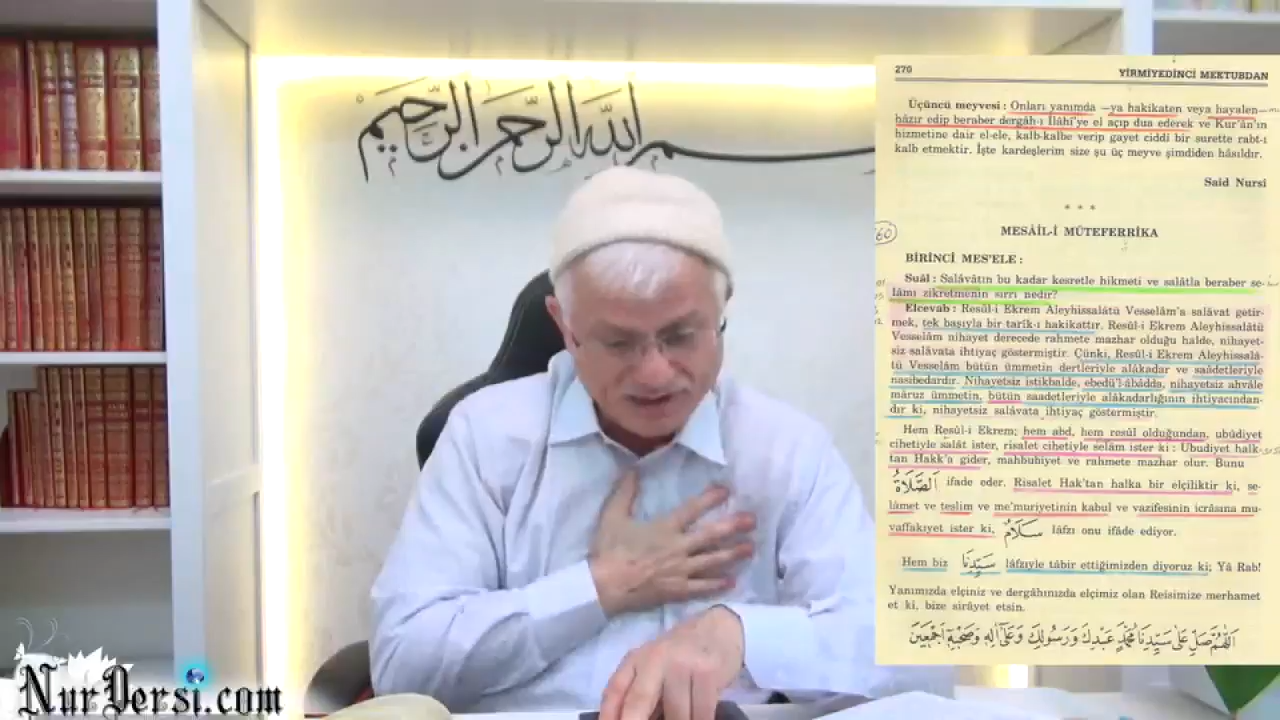 بسم الله الرحمن الرحيم
270 YİRMİYEDİNCİ MEKTUBDAN
Üçüncü meyvesi : Onları yanımda —ya hakikaten veya hayalen—
hâzır edip beraber dergâh-ı İlâhî'ye el açıp dua ederek ve Kur'ân'ın
hizmetine dair el-ele, kalb-kalbe verip gayet ciddi bir surette rabt-ı
kalb etmektir. İşte kardeşlerim size şu üç meyve şimdiden hâsıldır.
Said Nursî
* * *
60
MESÂİL-İ MÜTEFERRİKA
BİRİNCİ MES'ELE :
Suâl : Salâvâtın bu kadar kesretle hikmeti ve salâtla beraber se-
lâmı zikretmenin sırrı nedir?
Elcevab : Resûl-i Ekrem Aleyhissalâtü Vesselâm'a salâvat getir-
mek, tek başıyla bir tarîk-ı hakikattır. Resûl-i Ekrem Aleyhissalâtü
Vesselâm nihayet derecede rahmete mazhar olduğu halde, nihayet-
siz salâvata ihtiyaç göstermiştir. Çünki, Resûl-i Ekrem Aleyhissalâ-
tü Vesselâm bütün ümmetin dertleriyle alâkadar ve saâdetleriyle
nasibedardır. Nihayetsiz istikbalde, ebedü'l-âbâdda, nihayetsiz ahvâle
mâruz ümmetin, bütün saadetleriyle alâkadarlığının ihtiyacından-
dır ki, nihayetsiz salâvata ihtiyaç göstermiştir.
Hem Resûl-i Ekrem; hem abd, hem resûl olduğundan, ubûdiyet
cihetiyle salât ister, risalet cihetiyle selâm ister ki : Ubudiyet halk-
tan Hakk'a gider, mahbubiyet ve rahmete mazhar olur. Bunu
اَلصَّلَاةُ ifade eder. Risalet Hak'tan halka bir elçiliktir ki, se-
lâmet ve teslim ve me'muriyetinin kabul ve vazifesinin icrâsına mu-
vaffakıyet ister ki, سَلَامٌ lâfzı onu ifâde ediyor.
Hem biz سَيِّدِنَا lâfzıyle tâbir ettiğimizden diyoruz ki; Yâ Rab!
Yanımızda elçiniz ve dergâhınızda elçimiz olan Reisimize merhamet
et ki, bize sirâyet etsin.
اَللّٰهُمَّ صَلِّ عَلٰى سَيِّدِنَا مُحَمَّدٍ عَبْدِكَ وَرَسُولِكَ وَعَلٰى اٰلِهِ وَصَحْبِهِ اَجْمَعِينَ
NurDersi.com